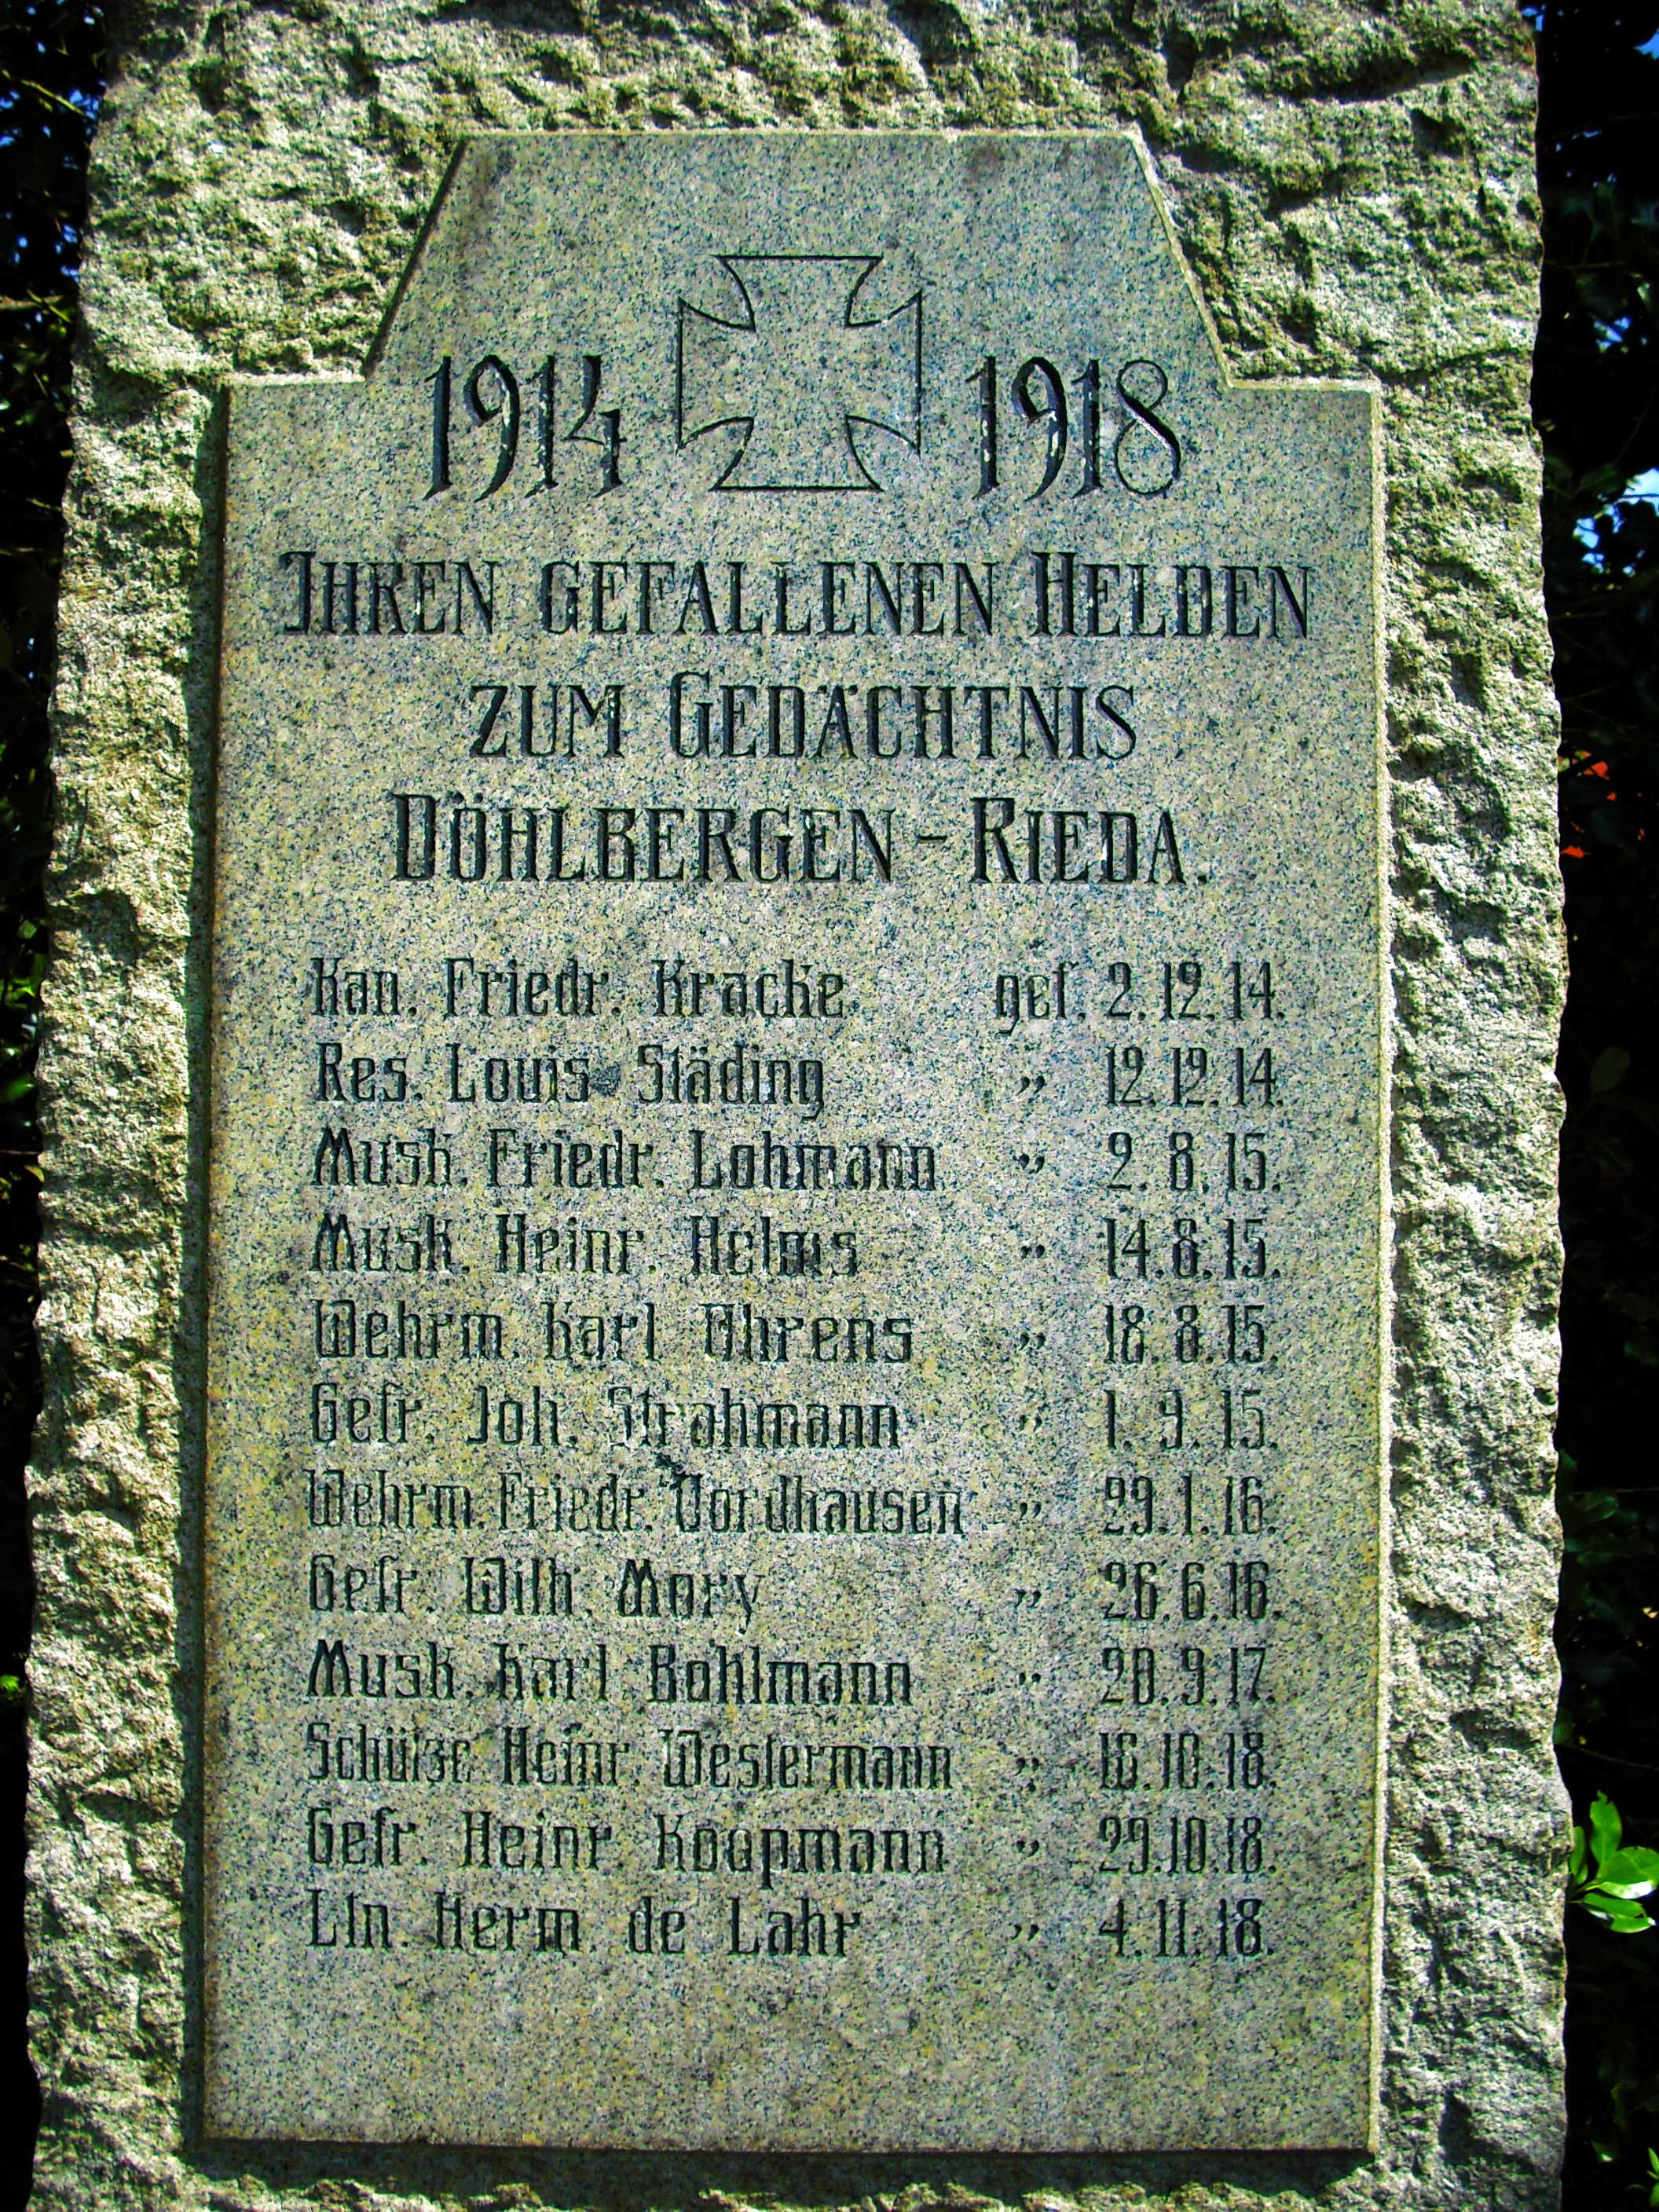 1914 1918
Ihren gefallenen Helden
zum Gedächtnis
Döhlbergen - Rieda.
Kan. Friedr. Kracke gef. 2.12.14.
Res. Louis Städing " 12.12.14.
Musk. Friedr. Lohmann " 2.8.15.
Musk. Heinr. Helms " 14.8.15.
Wehrm. Karl Ahrens " 18.8.15.
Gefr. Joh. Strahmann " 1.9.15.
Wehrm. Friedr. Nordhausen " 29.1.16.
Gefr. Wilh. Mory " 26.6.16.
Musk. Karl Bohlmann " 20.9.17.
Schütze Heinr. Westermann " 16.10.18.
Gefr. Heinr. Koopmann " 29.10.18.
Ltn. Herm. de Lahr " 4.11.18.